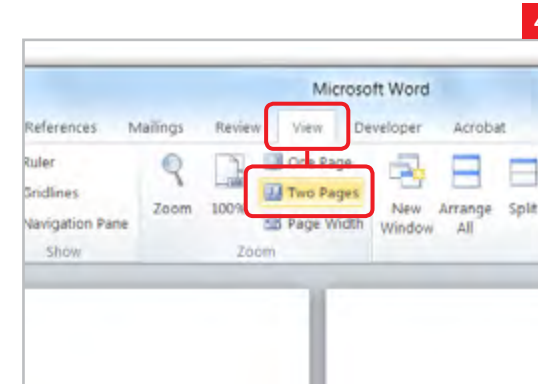 Microsoft Word
References Mailings Review View Developer Acrobat
Ruler One Page
Gridlines Zoom 100% Two Pages New Arrange Split
Navigation Pane Page Width Window All
Show Zoom